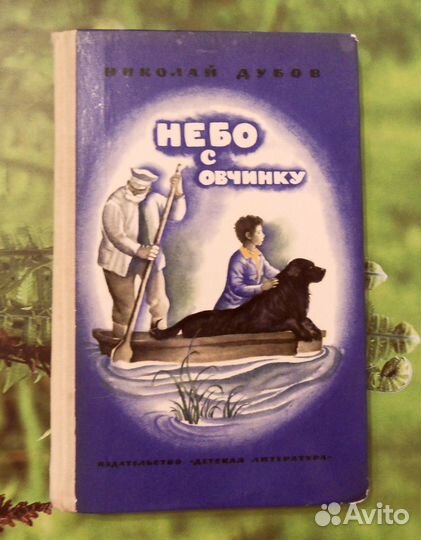 НИКОЛАЙ ДУБОВ
НЕБО
С
ОВЧИНКУ
ИЗДАТЕЛЬСТВО «ДЕТСКАЯ ЛИТЕРАТУРА»
Avito